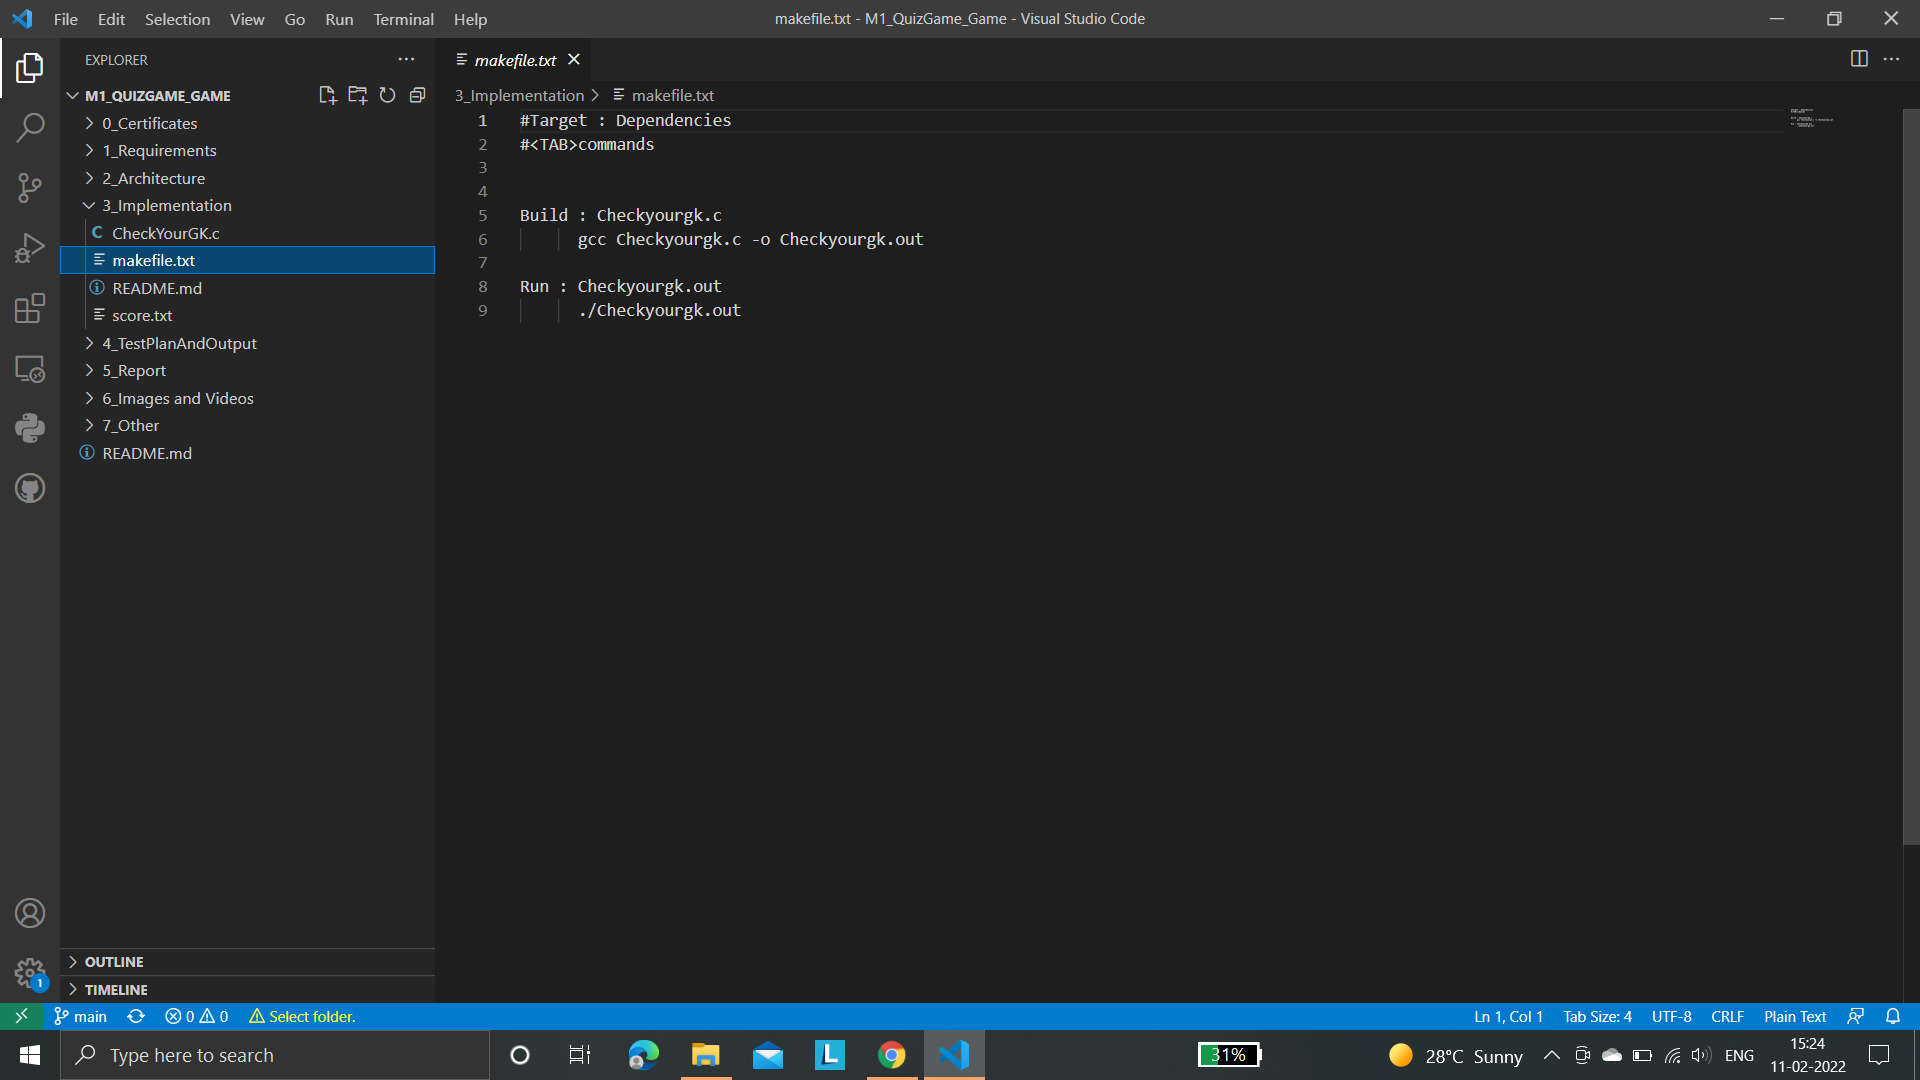 File Edit Selection View Go Run Terminal Help
makefile.txt - M1_QuizGame_Game - Visual Studio Code
EXPLORER
M1_QUIZGAME_GAME
0_Certificates
1_Requirements
2_Architecture
3_Implementation
C CheckYourGK.c
makefile.txt
README.md
score.txt
4_TestPlanAndOutput
5_Report
6_Images and Videos
7_Other
README.md
OUTLINE
TIMELINE
makefile.txt
3_Implementation > makefile.txt
1 #Target : Dependencies
2 #<TAB>commands
3
4
5 Build : Checkyourgk.c
6 gcc Checkyourgk.c -o Checkyourgk.out
7
8 Run : Checkyourgk.out
9 ./Checkyourgk.out
1
main 0 0 Select folder. Ln 1, Col 1 Tab Size: 4 UTF-8 CRLF Plain Text
Type here to search L 31% 28°C Sunny ENG 15:24
11-02-2022